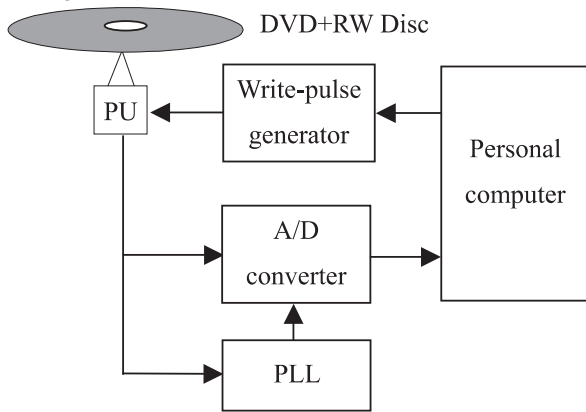 DVD+RW Disc
PU
Write-pulse
generator
Personal
computer
A/D
converter
PLL